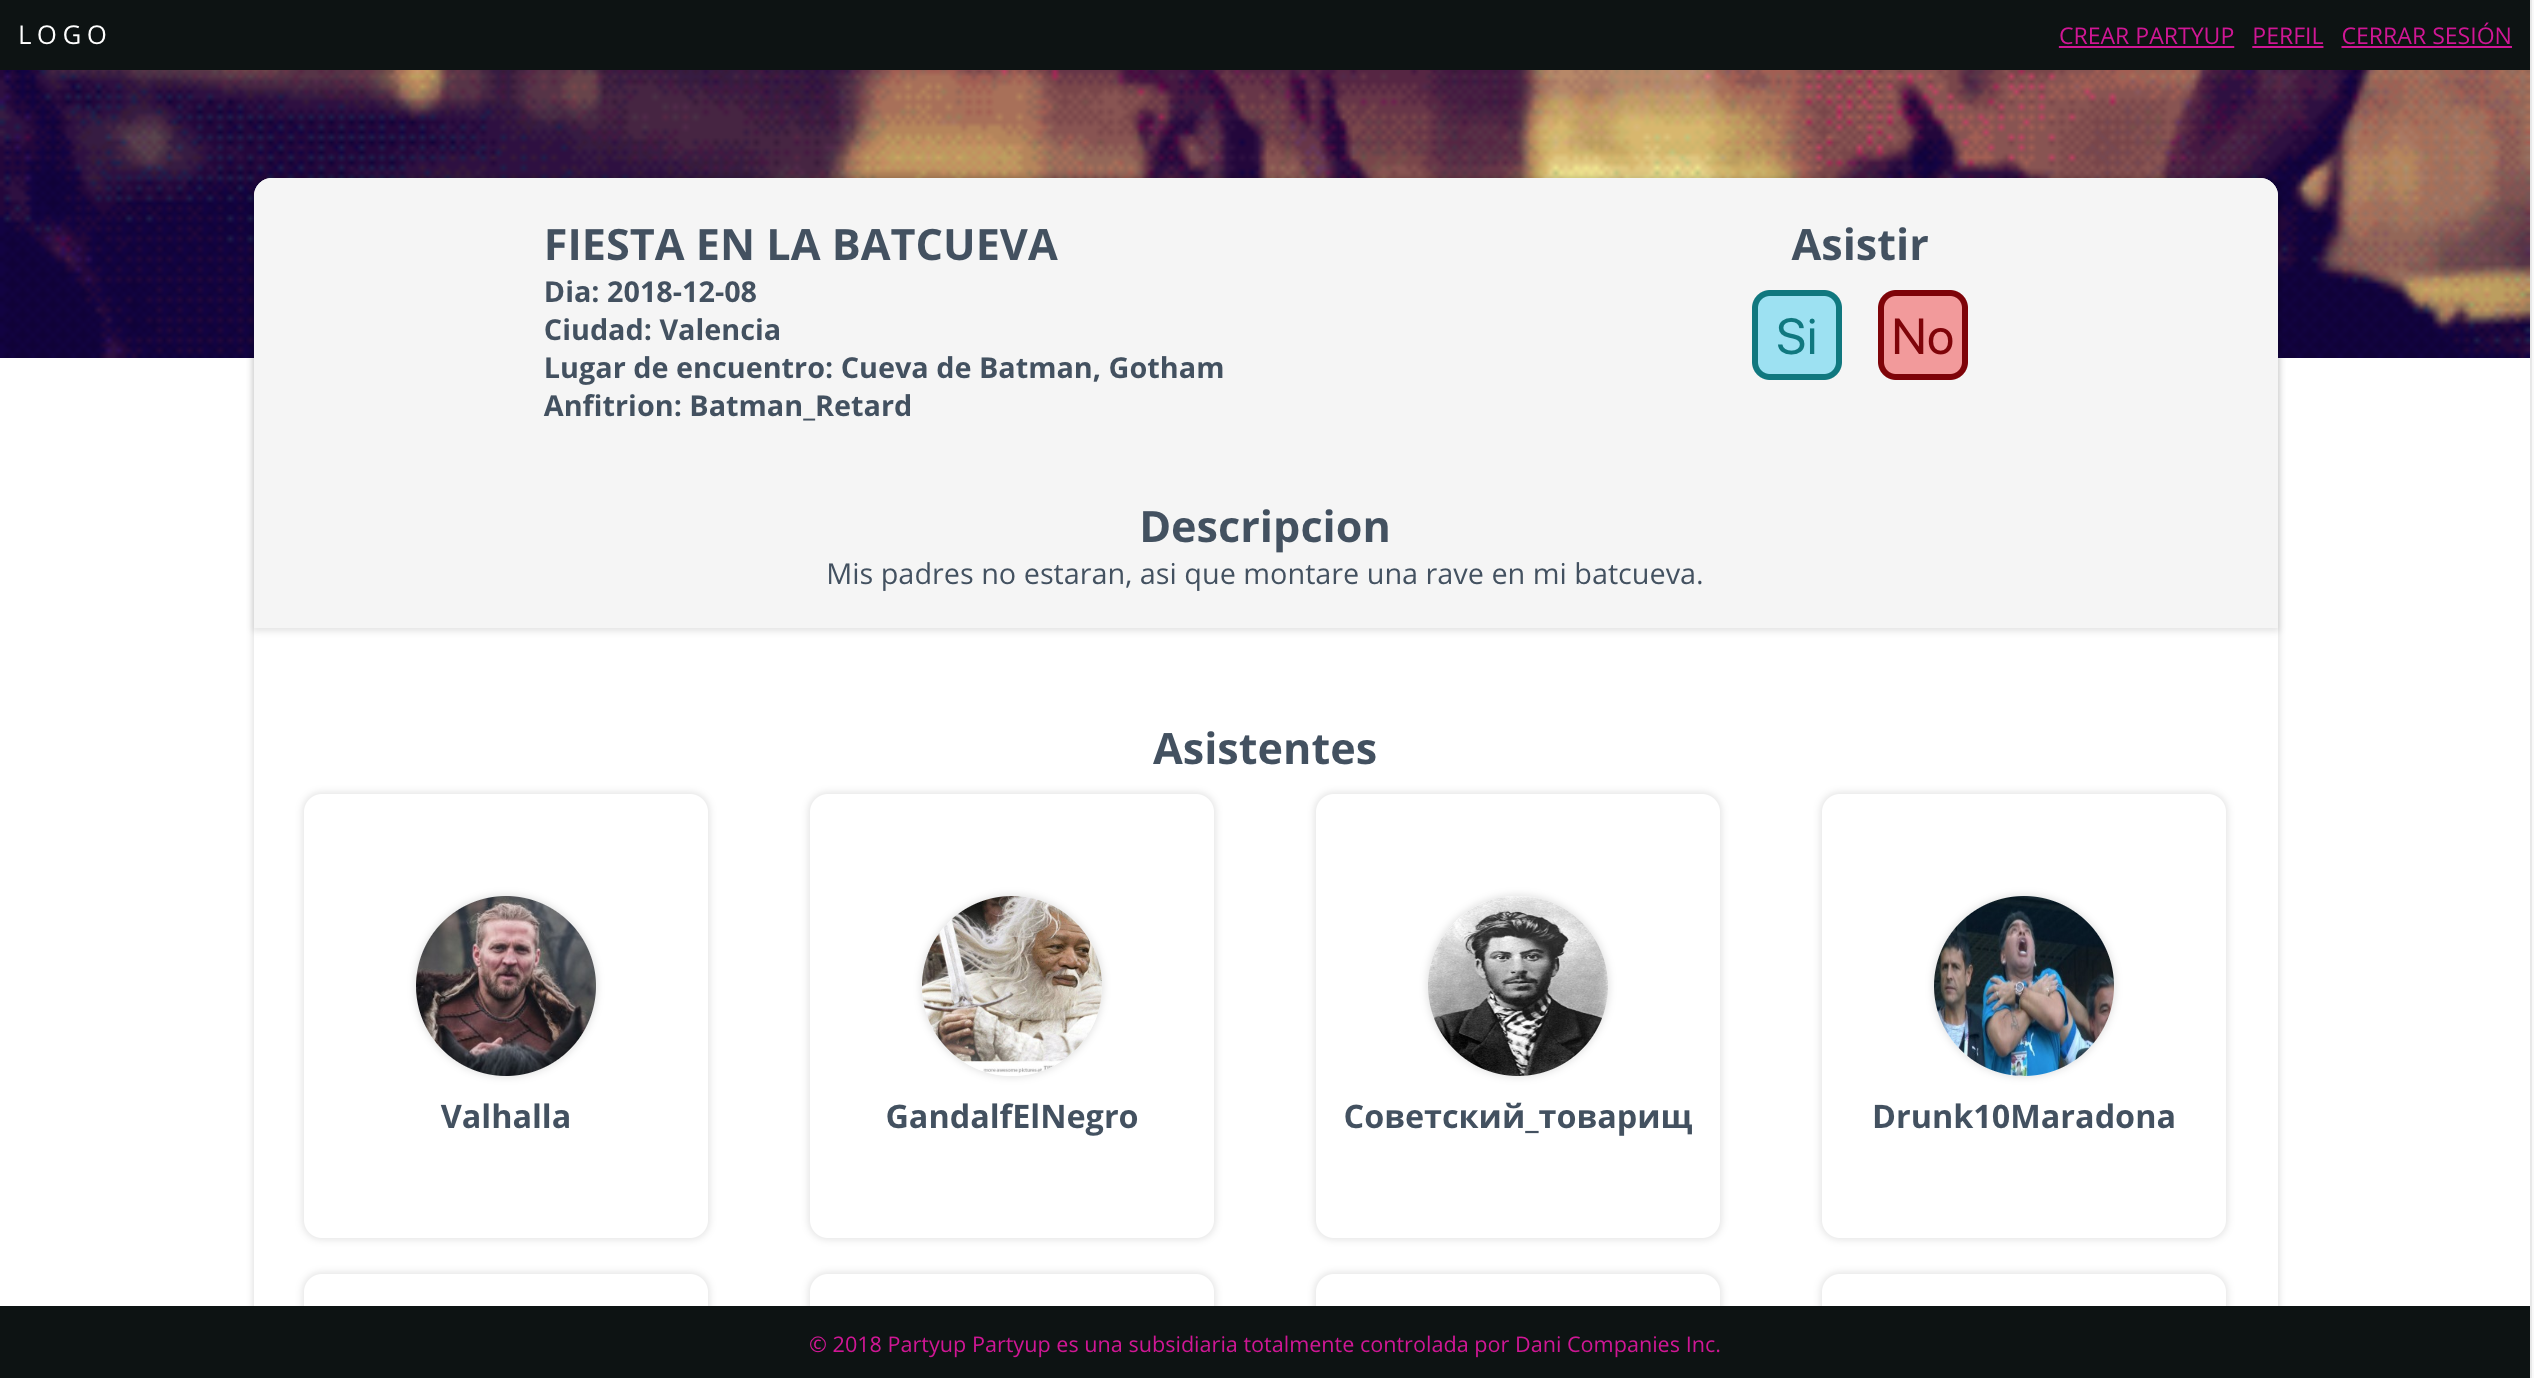 LOGO
CREAR PARTYUP PERFIL CERRAR SESIÓN
FIESTA EN LA BATCUEVA
Dia: 2018-12-08
Ciudad: Valencia
Lugar de encuentro: Cueva de Batman, Gotham
Anfitrion: Batman_Retard
Asistir
Si No
Descripcion
Mis padres no estaran, asi que montare una rave en mi batcueva.
Asistentes
Valhalla
GandalfElNegro
Советский_товарищ
Drunk10Maradona
© 2018 Partyup Partyup es una subsidiaria totalmente controlada por Dani Companies Inc.